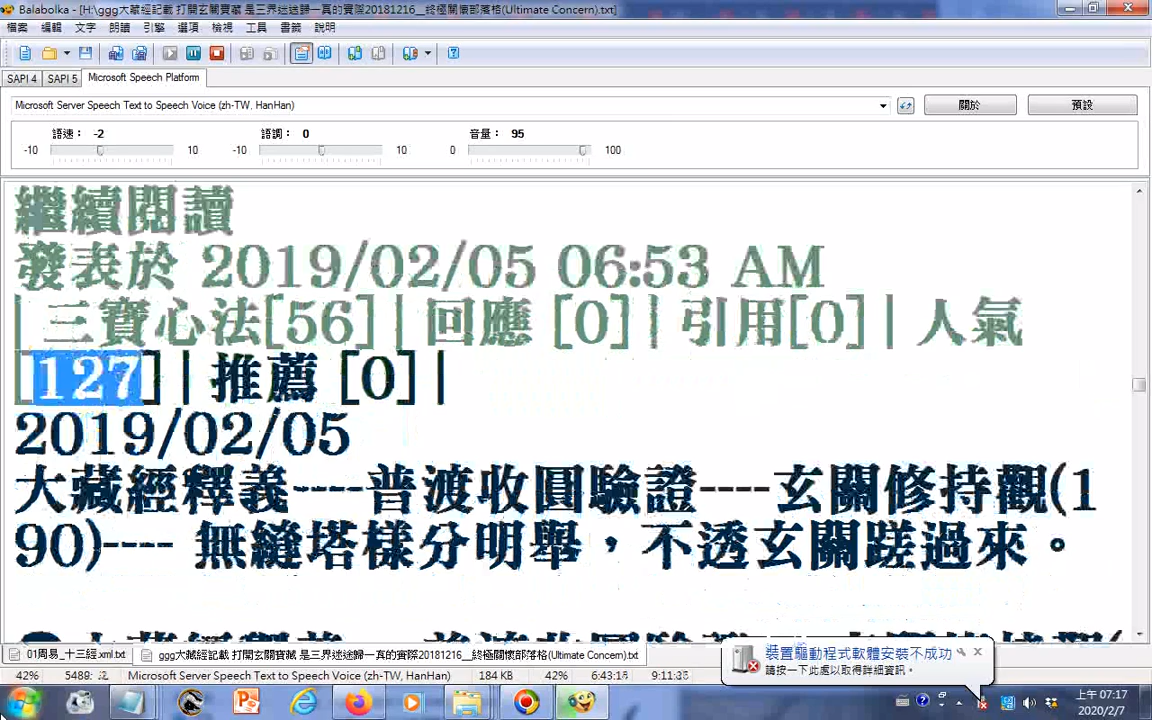 Balabolka - [H:\ggg大藏經記載 打開玄關寶藏 是三界迷途歸一真的實際20181216__終極關懷部落格(Ultimate Concern).txt]
檔案 編輯 文字 朗讀 引擎 選項 檢視 工具 書籤 說明
SAPI 4 SAPI 5 Microsoft Speech Platform
Microsoft Server Speech Text to Speech Voice (zh-TW, HanHan) 關於 預設
語速： -2 語調： 0 音量： 95
-10 10 -10 10 0 100
繼續閱讀
發表於 2019/02/05 06:53 AM
| 三寶心法[56] | 回應 [0] | 引用[0] | 人氣
[127] | 推薦 [0] |
2019/02/05
大藏經釋義----普渡收圓驗證----玄關修持觀(1
90)---- 無縫塔樣分明舉，不透玄關蹉過來。
01周易_十三經.xml.txt ggg大藏經記載 打開玄關寶藏 是三界迷途歸一真的實際20181216__終極關懷部落格(Ultimate Concern).txt
裝置驅動程式軟體安裝不成功
請按一下此處以取得詳細資訊。
42% Microsoft Server Speech Text to Speech Voice (zh-TW, HanHan) 184 KB 42%
上午 07:17
2020/2/7